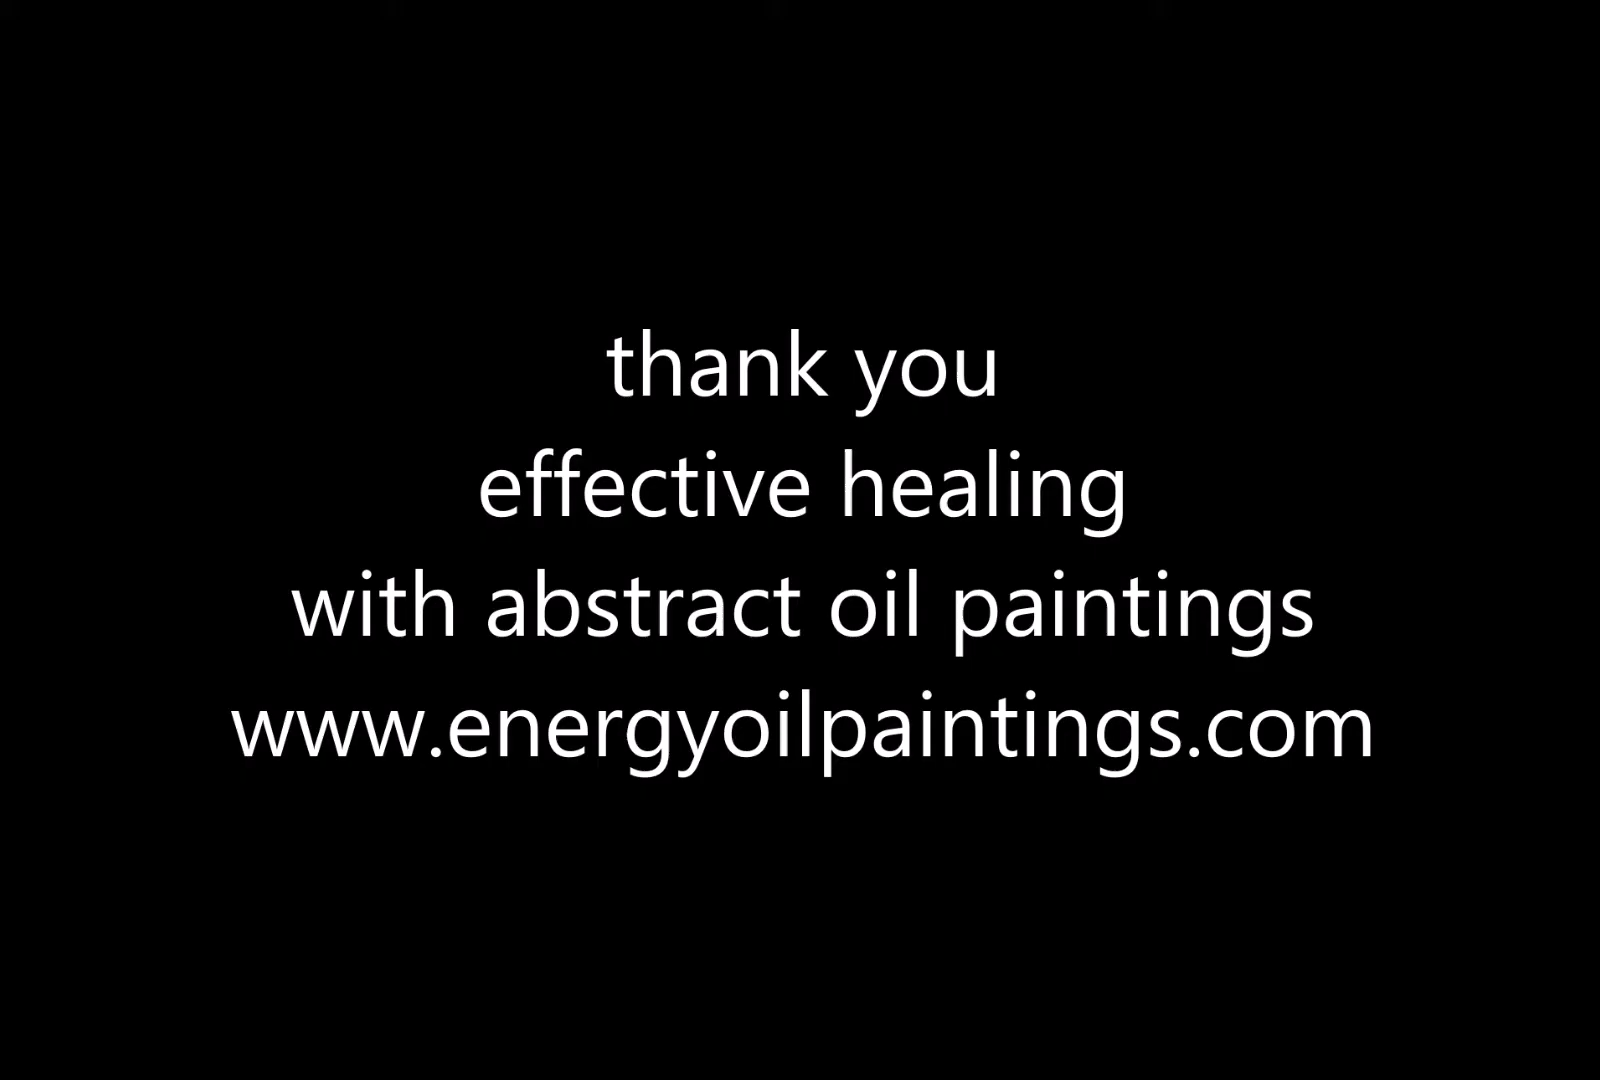 thank you
effective healing
with abstract oil paintings
www.energyoilpaintings.com